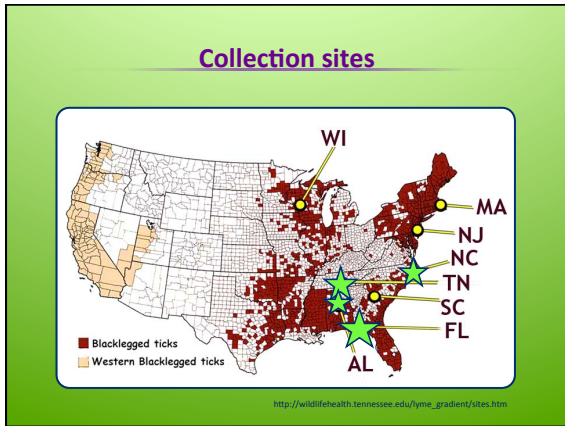 Collection sites
WI
MA
NJ
NC
TN
SC
FL
AL
Blacklegged ticks
Western Blacklegged ticks
http://wildlifehealth.tennessee.edu/lyme_gradient/sites.htm